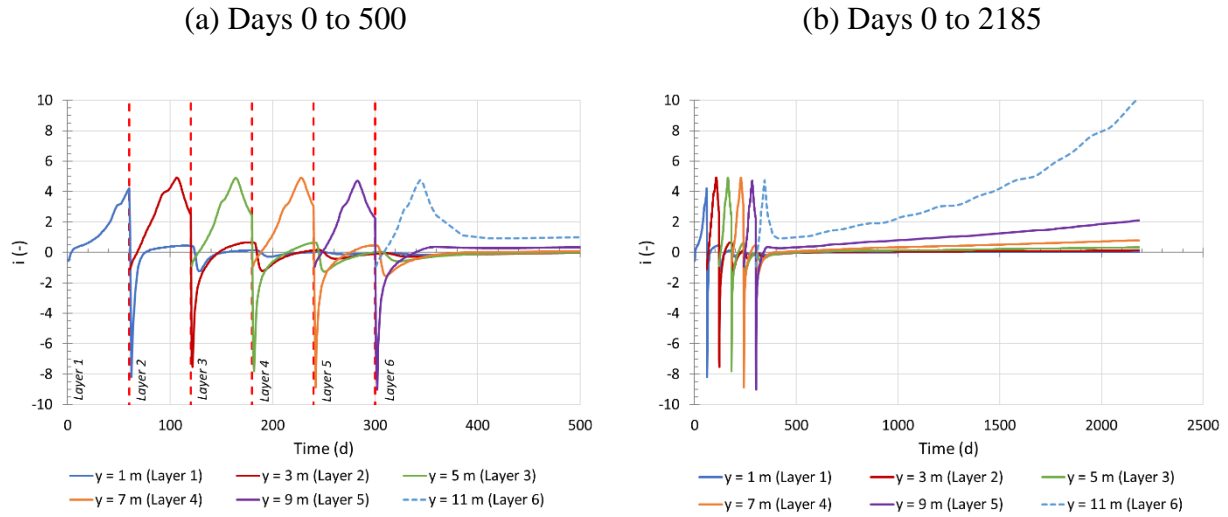 (a) Days 0 to 500
(b) Days 0 to 2185
i (-)
10
8
6
4
2
0
-2
-4
-6
-8
-10
Layer 1
Layer 2
Layer 3
Layer 4
Layer 5
Layer 6
0 100 200 300 400 500
Time (d)
y = 1 m (Layer 1) y = 3 m (Layer 2) y = 5 m (Layer 3)
y = 7 m (Layer 4) y = 9 m (Layer 5) y = 11 m (Layer 6)
i (-)
10
8
6
4
2
0
-2
-4
-6
-8
-10
0 500 1000 1500 2000 2500
Time (d)
y = 1 m (Layer 1) y = 3 m (Layer 2) y = 5 m (Layer 3)
y = 7 m (Layer 4) y = 9 m (Layer 5) y = 11 m (Layer 6)